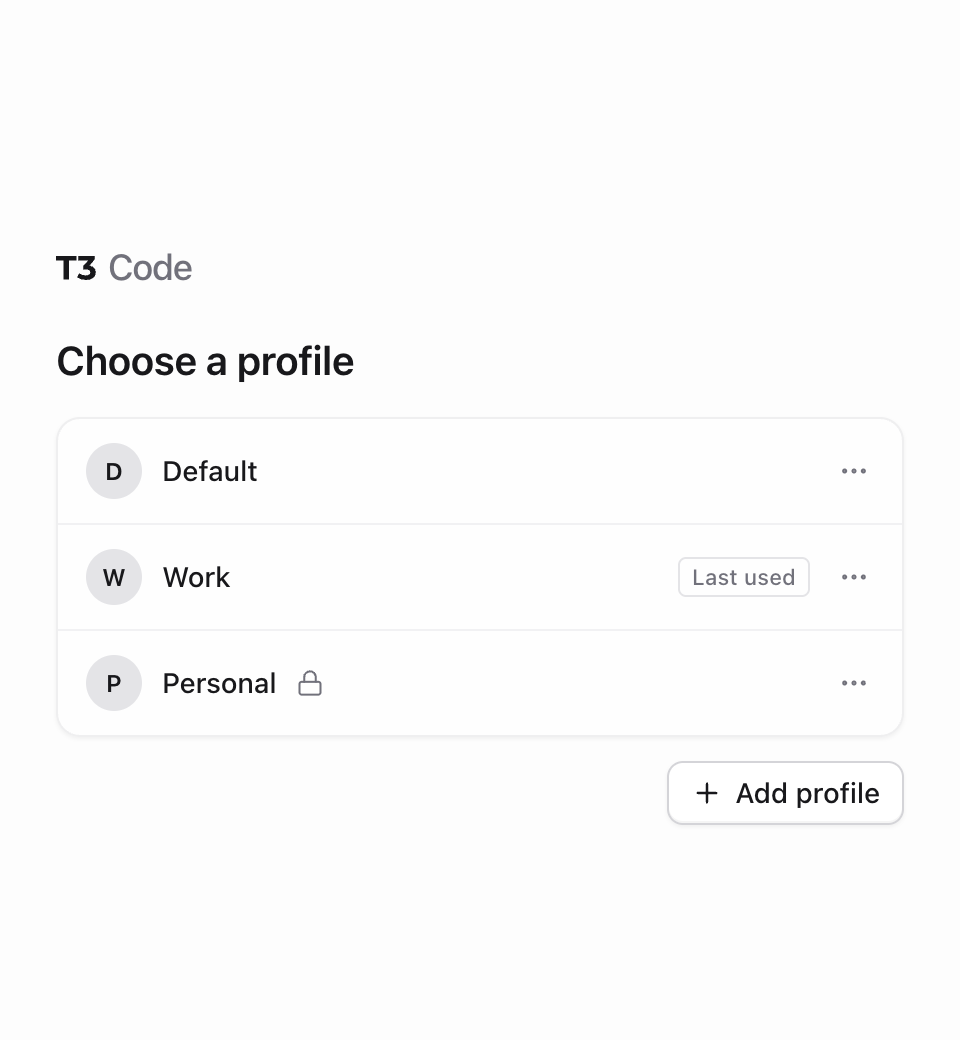 T3 Code
Choose a profile
D Default
W Work Last used
P Personal
Add profile